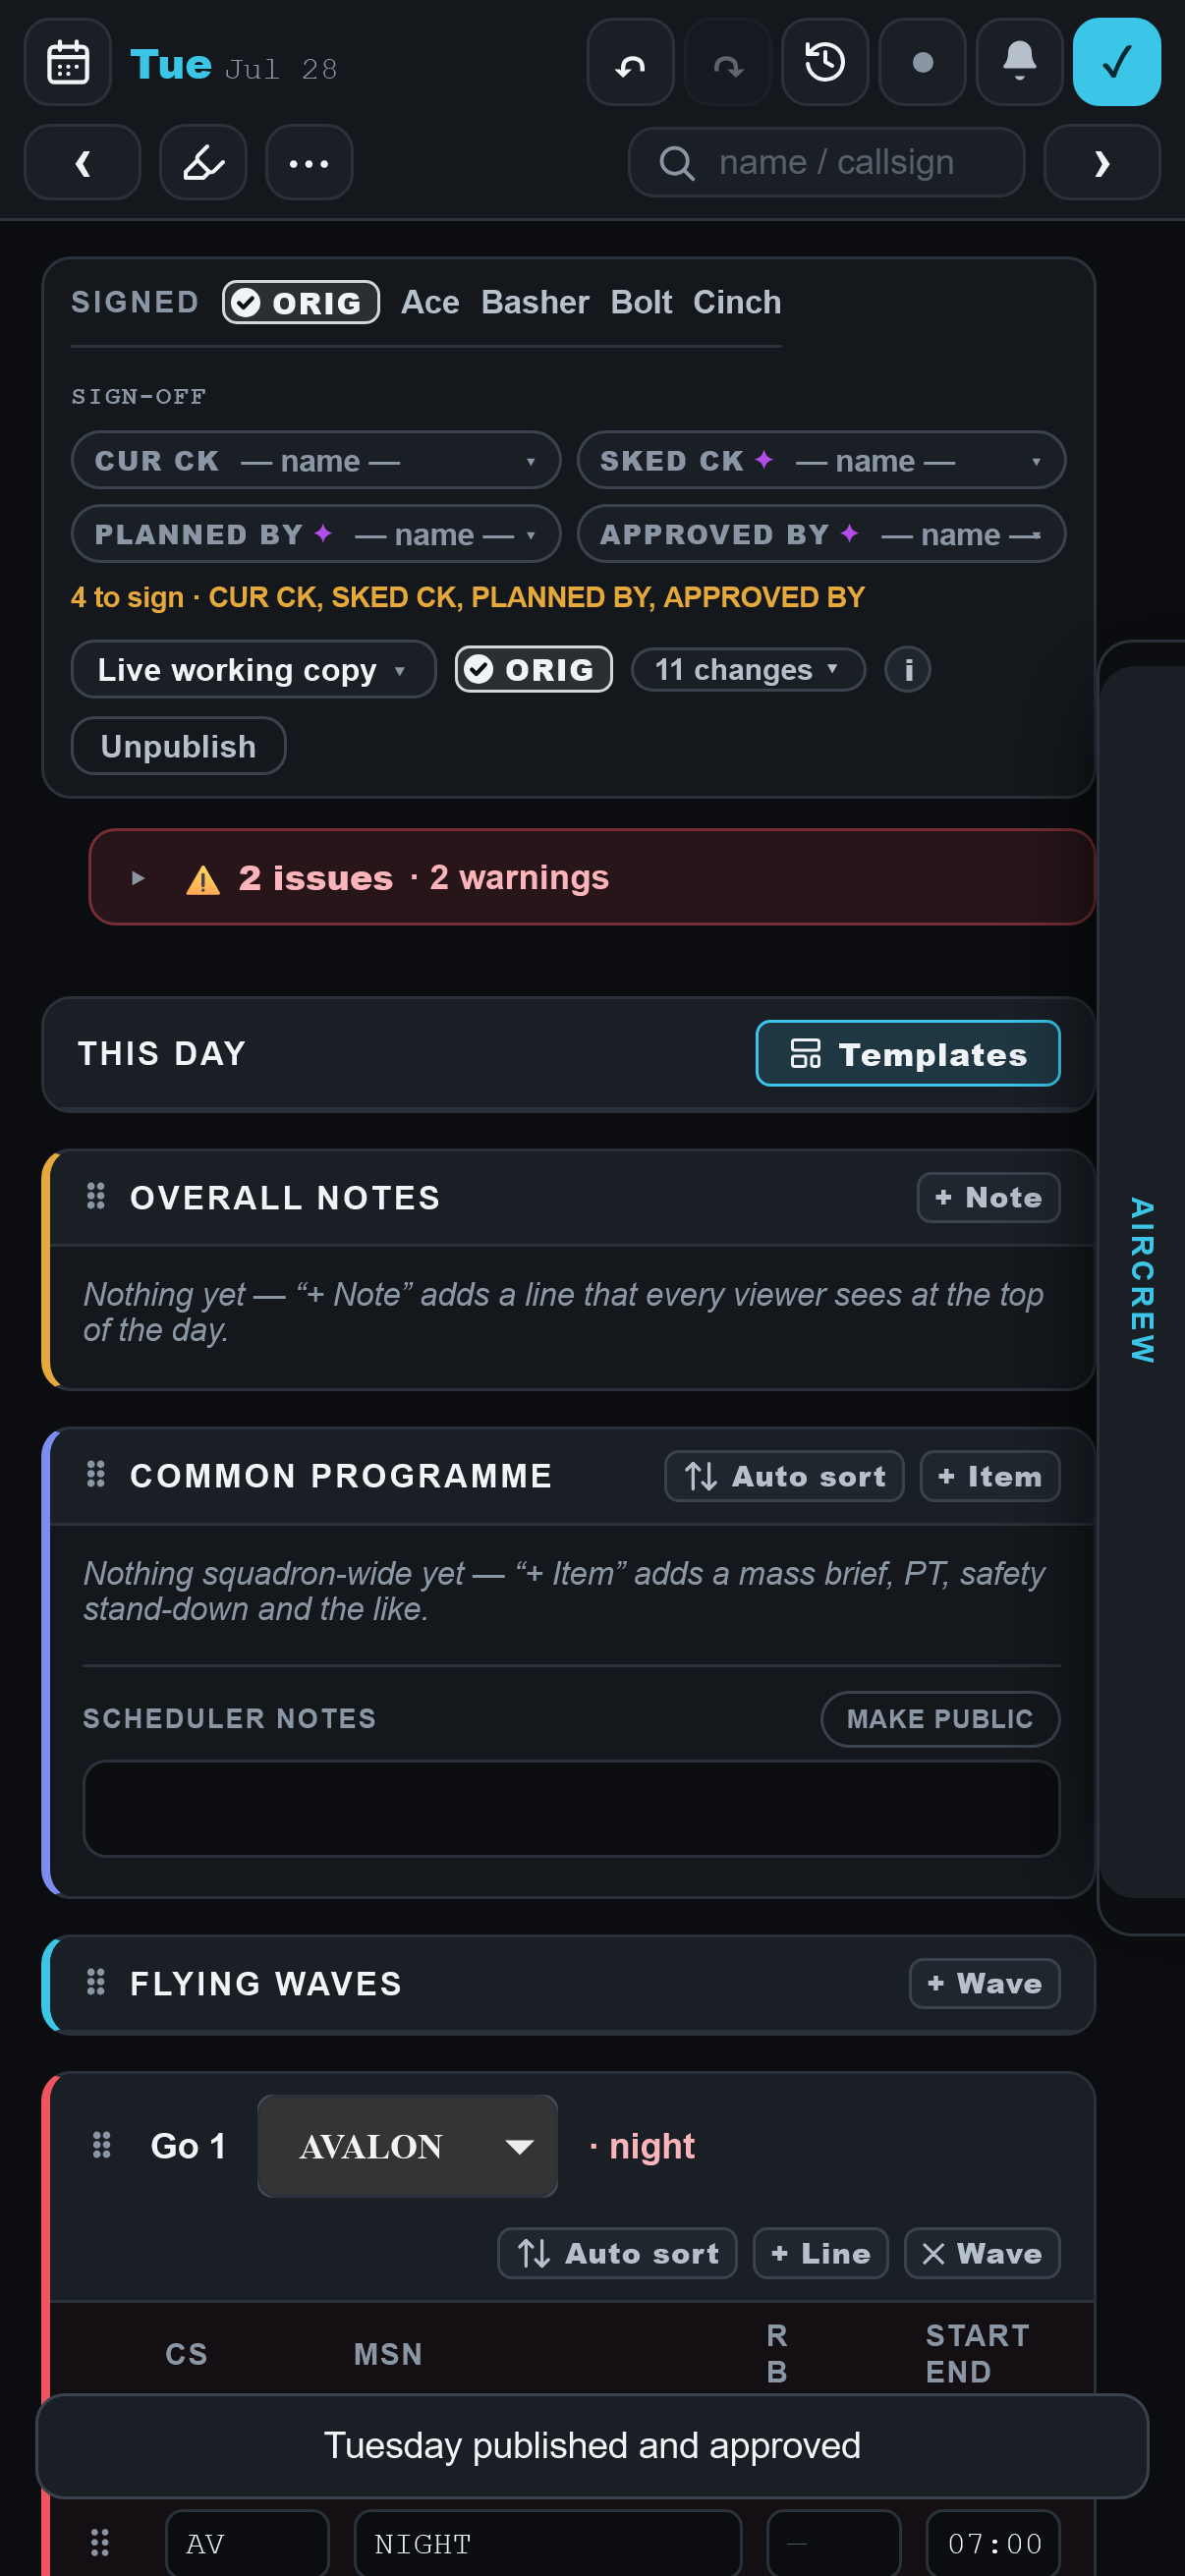 Tue Jul 28
name / callsign
SIGNED ORIG Ace Basher Bolt Cinch
SIGN-OFF
CUR CK — name —
SKED CK — name —
PLANNED BY — name —
APPROVED BY — name —
4 to sign · CUR CK, SKED CK, PLANNED BY, APPROVED BY
Live working copy ORIG 11 changes i
Unpublish
2 issues · 2 warnings
THIS DAY Templates
OVERALL NOTES + Note
Nothing yet — “+ Note” adds a line that every viewer sees at the top
of the day.
AIRCREW
COMMON PROGRAMME Auto sort + Item
Nothing squadron-wide yet — “+ Item” adds a mass brief, PT, safety
stand-down and the like.
SCHEDULER NOTES MAKE PUBLIC
FLYING WAVES + Wave
Go 1 AVALON · night
Auto sort + Line × Wave
CS MSN R START
B END
Tuesday published and approved
AV NIGHT — 07:00